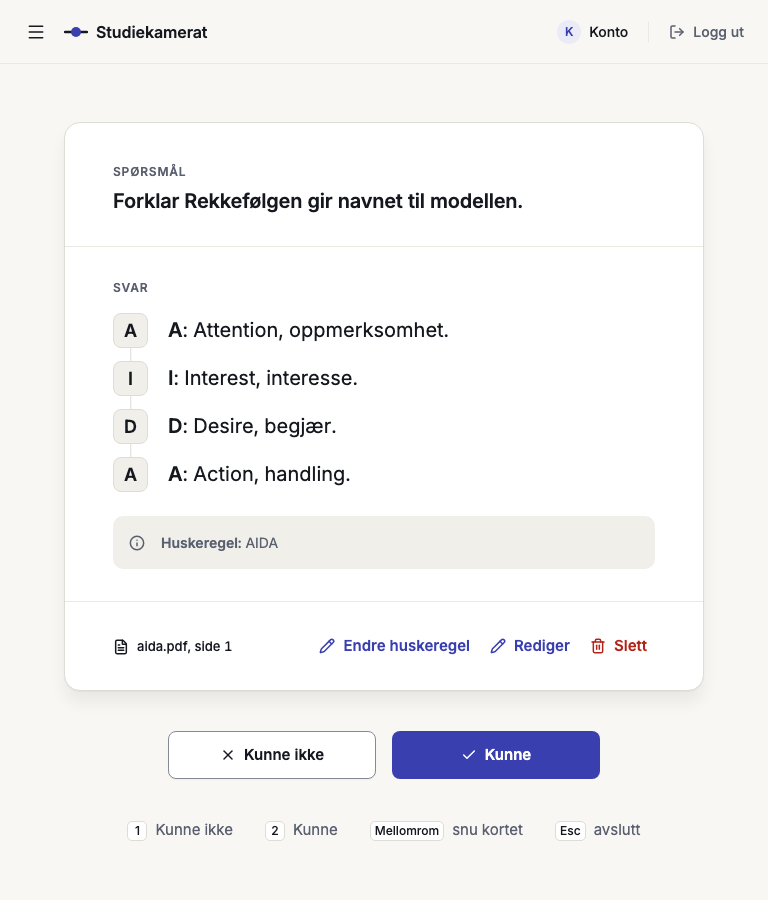 Studiekamerat
K Konto
Logg ut
SPØRSMÅL
Forklar Rekkefølgen gir navnet til modellen.
SVAR
A A: Attention, oppmerksomhet.
I I: Interest, interesse.
D D: Desire, begjær.
A A: Action, handling.
Huskeregel: AIDA
aida.pdf, side 1
Endre huskeregel
Rediger
Slett
Kunne ikke
Kunne
1 Kunne ikke
2 Kunne
Mellomrom snu kortet
Esc avslutt